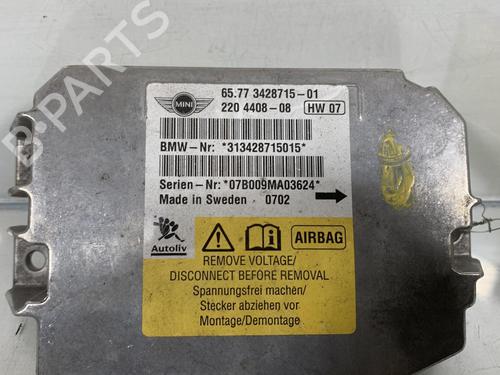 65.77 3428715-01
MINI
220 4408-08 HW 07
BMW-Nr: *313428715015*
Serien-Nr: *07B009MA03624*
Made in Sweden 0702
Autoliv
AIRBAG
REMOVE VOLTAGE/
DISCONNECT BEFORE REMOVAL
Spannungsfrei machen/
Stecker abziehen vor
Montage/Demontage
B-PARTS